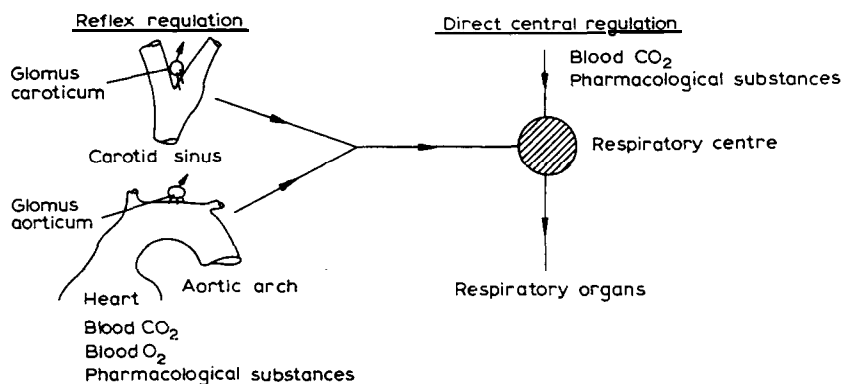 Reflex regulation
Glomus
caroticum
Carotid sinus
Glomus
aorticum
Aortic arch
Heart
Blood CO₂
Blood O₂
Pharmacological substances
Direct central regulation
Blood CO₂
Pharmacological substances
Respiratory centre
Respiratory organs